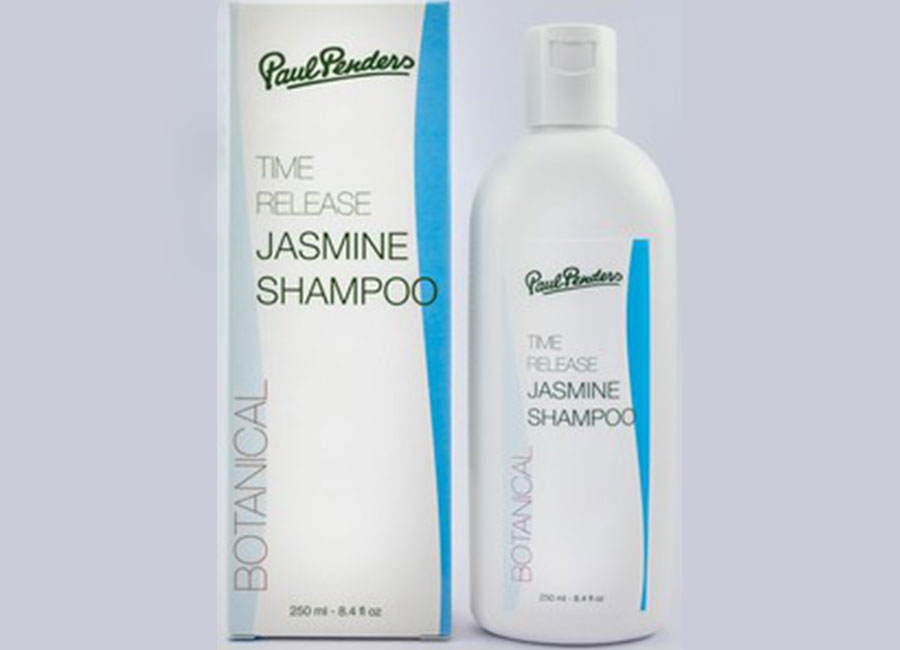 Paul Penders
TIME
RELEASE
JASMINE
SHAMPOO
BOTANICAL
250 ml - 8.4 fl oz
Paul Penders
TIME
RELEASE
JASMINE
SHAMPOO
BOTANICAL
250 ml - 8.4 fl oz